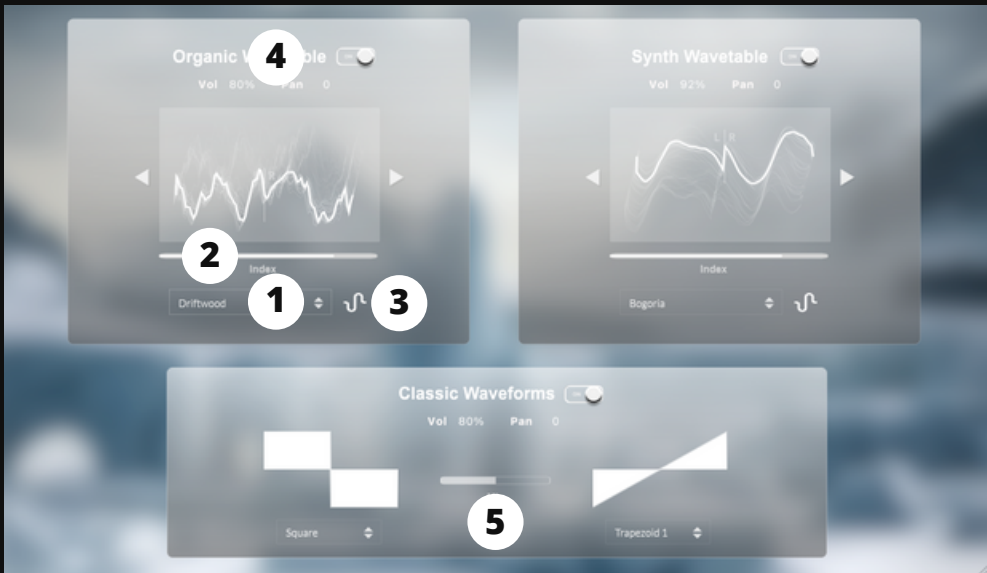 Organic W 4 ble
Vol 80% Pan 0
R
2
Index
Driftwood 1 3
Synth Wavetable
Vol 92% Pan 0
L R
Index
Bogoria
Classic Waveforms
Vol 80% Pan 0
Square 5 Trapezoid 1